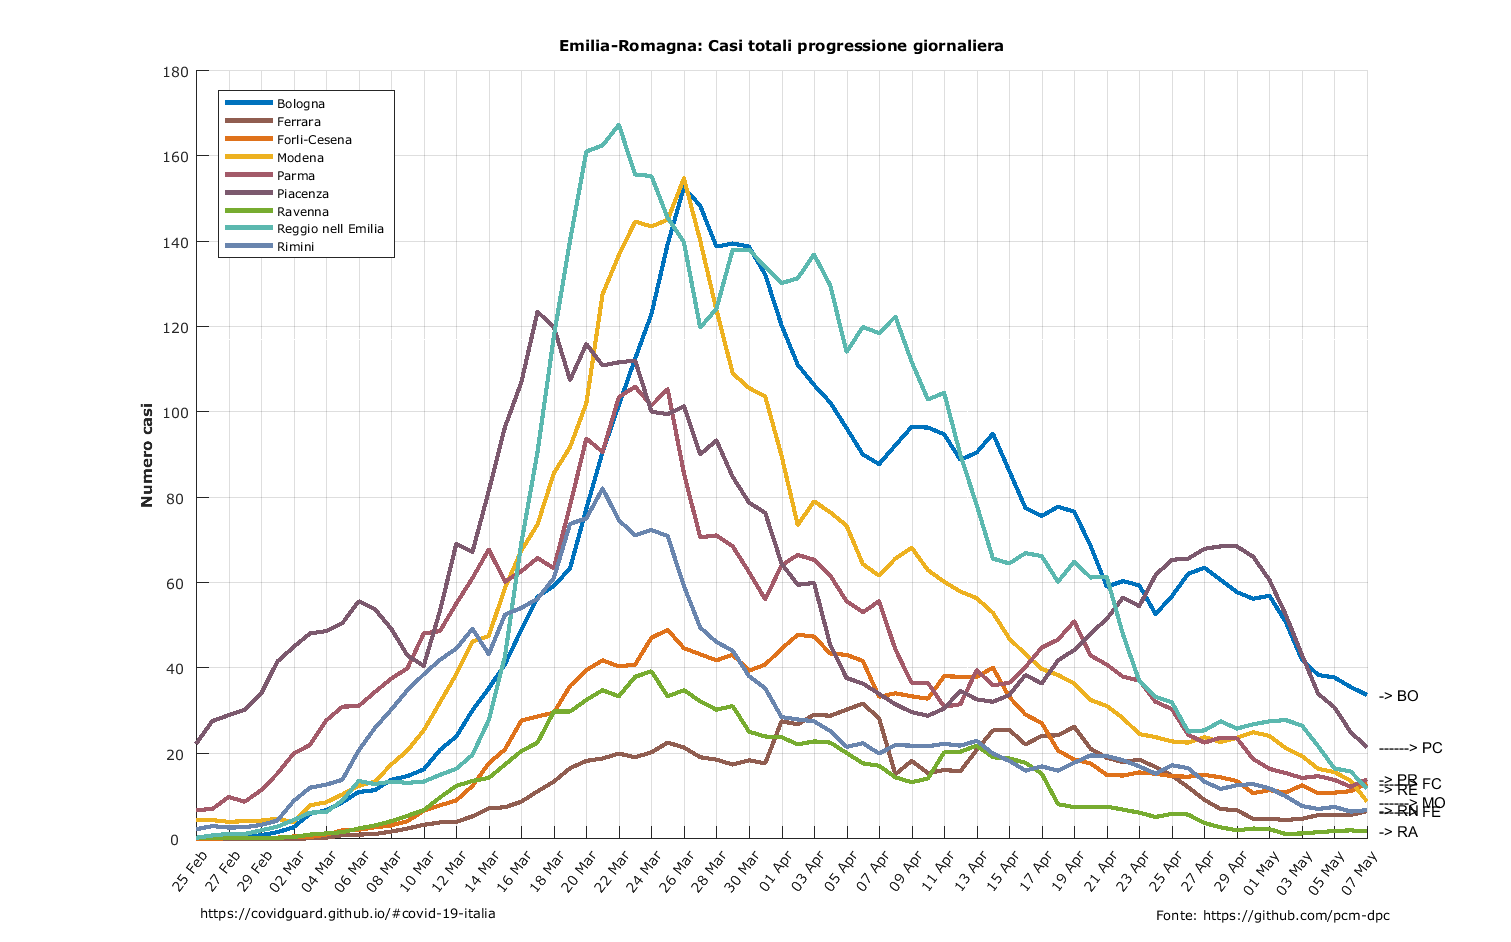 Emilia-Romagna: Casi totali progressione giornaliera
180
160
140
120
100
80
60
40
20
0
Numero casi
Bologna
Ferrara
Forli-Cesena
Modena
Parma
Piacenza
Ravenna
Reggio nell Emilia
Rimini
-> BO
------> PC
-> PR
------> FC
-> RE
------> MO
-> RN
------> FE
-> RA
25 Feb
27 Feb
29 Feb
02 Mar
04 Mar
06 Mar
08 Mar
10 Mar
12 Mar
14 Mar
16 Mar
18 Mar
20 Mar
22 Mar
24 Mar
26 Mar
28 Mar
30 Mar
01 Apr
03 Apr
05 Apr
07 Apr
09 Apr
11 Apr
13 Apr
15 Apr
17 Apr
19 Apr
21 Apr
23 Apr
25 Apr
27 Apr
29 Apr
01 May
03 May
05 May
07 May
https://covidguard.github.io/#covid-19-italia
Fonte: https://github.com/pcm-dpc